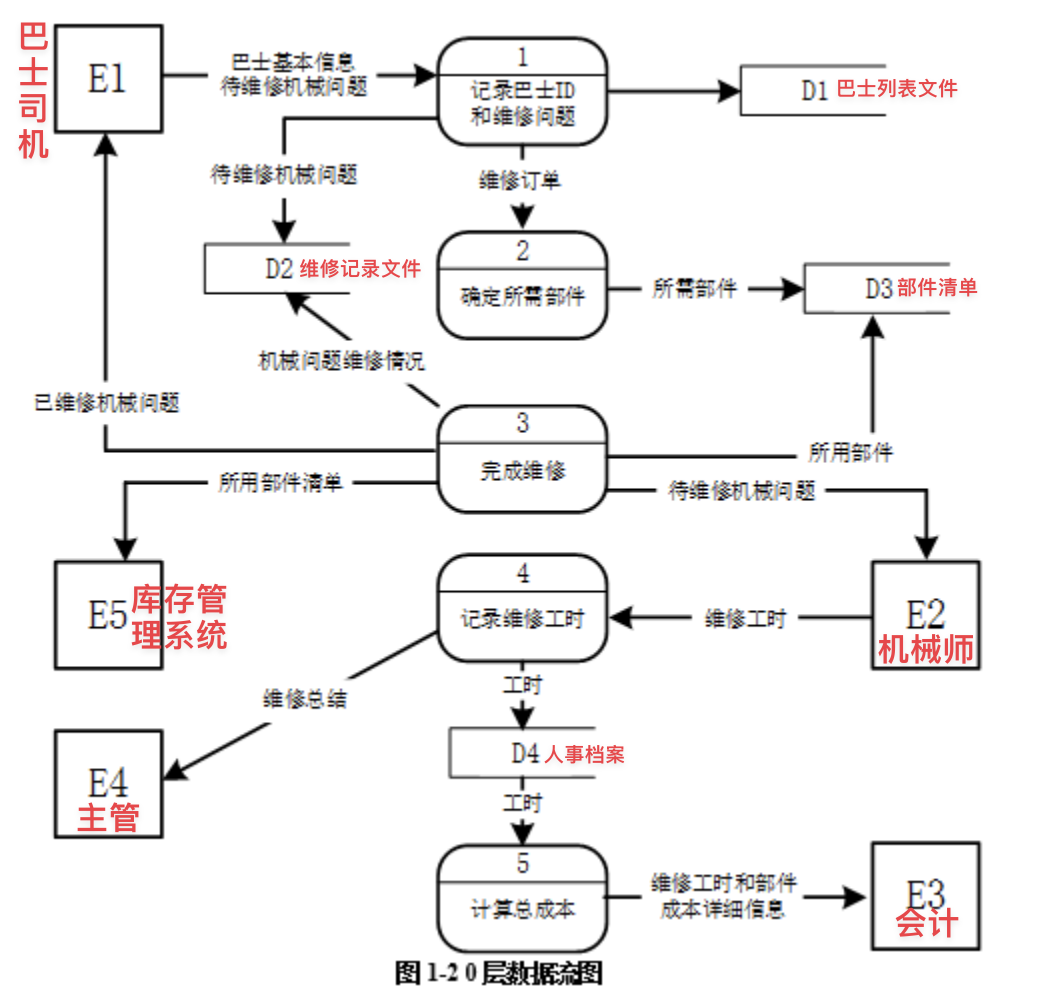 巴士司机
E1
巴士基本信息
待维修机械问题
1
记录巴士ID
和维修问题
D1 巴士列表文件
待维修机械问题
维修订单
2
确定所需部件
D2 维修记录文件
所需部件
D3 部件清单
机械问题维修情况
已维修机械问题
3
完成维修
所用部件
所用部件清单
待维修机械问题
E5
库存管
理系统
4
记录维修工时
维修工时
E2
机械师
维修总结
工时
D4 人事档案
E4
主管
工时
5
计算总成本
维修工时和部件
成本详细信息
E3
会计
图 1-2 0 层数据流图